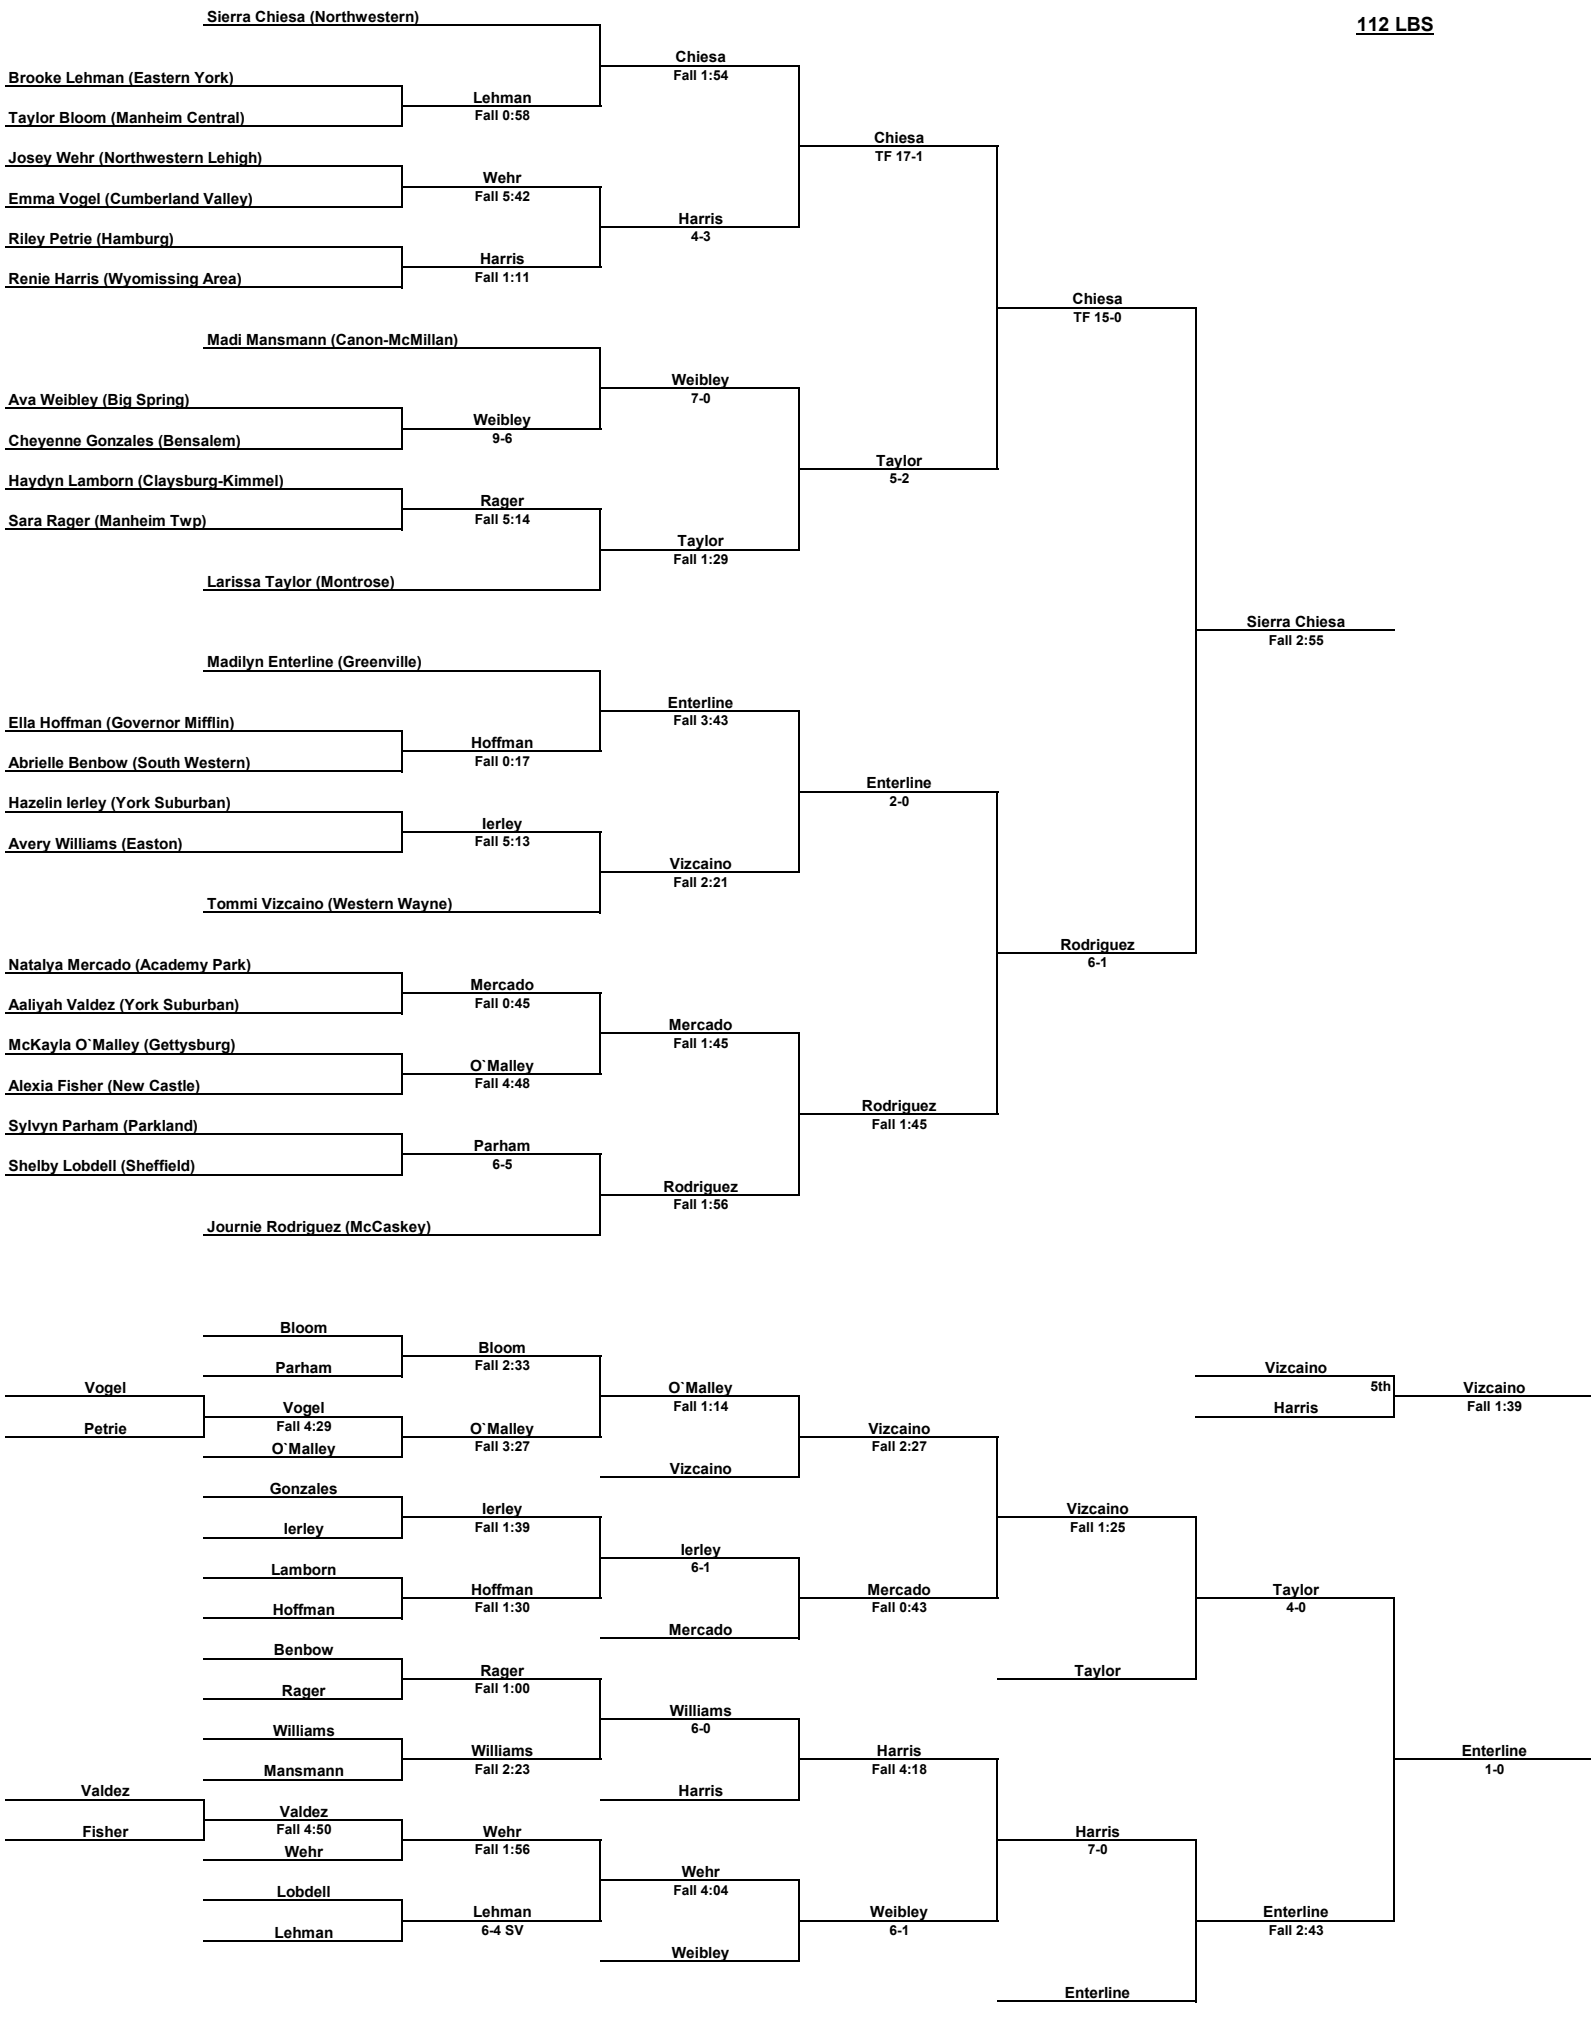 112 LBS
Sierra Chiesa (Northwestern)
Chiesa
Fall 1:54
Brooke Lehman (Eastern York)
Lehman
Fall 0:58
Taylor Bloom (Manheim Central)
Chiesa
TF 17-1
Josey Wehr (Northwestern Lehigh)
Wehr
Fall 5:42
Emma Vogel (Cumberland Valley)
Harris
4-3
Riley Petrie (Hamburg)
Harris
Fall 1:11
Renie Harris (Wyomissing Area)
Chiesa
TF 15-0
Madi Mansmann (Canon-McMillan)
Weibley
7-0
Ava Weibley (Big Spring)
Weibley
9-6
Cheyenne Gonzales (Bensalem)
Taylor
5-2
Haydyn Lamborn (Claysburg-Kimmel)
Rager
Fall 5:14
Sara Rager (Manheim Twp)
Taylor
Fall 1:29
Larissa Taylor (Montrose)
Sierra Chiesa
Fall 2:55
Madilyn Enterline (Greenville)
Enterline
Fall 3:43
Ella Hoffman (Governor Mifflin)
Hoffman
Fall 0:17
Abrielle Benbow (South Western)
Enterline
2-0
Hazelin Ierley (York Suburban)
Ierley
Fall 5:13
Avery Williams (Easton)
Vizcaino
Fall 2:21
Tommi Vizcaino (Western Wayne)
Rodriguez
6-1
Natalya Mercado (Academy Park)
Mercado
Fall 0:45
Aaliyah Valdez (York Suburban)
Mercado
Fall 1:45
McKayla O`Malley (Gettysburg)
O`Malley
Fall 4:48
Alexia Fisher (New Castle)
Rodriguez
Fall 1:45
Sylvyn Parham (Parkland)
Parham
6-5
Shelby Lobdell (Sheffield)
Rodriguez
Fall 1:56
Journie Rodriguez (McCaskey)
Bloom
Bloom
Fall 2:33
Parham
Vizcaino
5th
Vogel
O`Malley
Fall 1:14
Vizcaino
Fall 1:39
Vogel
Fall 4:29
Harris
Petrie
O`Malley
Fall 3:27
Vizcaino
Fall 2:27
O`Malley
Vizcaino
Gonzales
Ierley
Fall 1:39
Vizcaino
Fall 1:25
Ierley
Ierley
6-1
Lamborn
Hoffman
Fall 1:30
Mercado
Fall 0:43
Taylor
4-0
Hoffman
Mercado
Benbow
Rager
Fall 1:00
Taylor
Rager
Williams
6-0
Williams
Williams
Fall 2:23
Harris
Fall 4:18
Enterline
1-0
Mansmann
Valdez
Harris
Valdez
Fall 4:50
Fisher
Wehr
Fall 1:56
Harris
7-0
Wehr
Wehr
Fall 4:04
Lobdell
Lehman
6-4 SV
Weibley
6-1
Enterline
Fall 2:43
Lehman
Weibley
Enterline